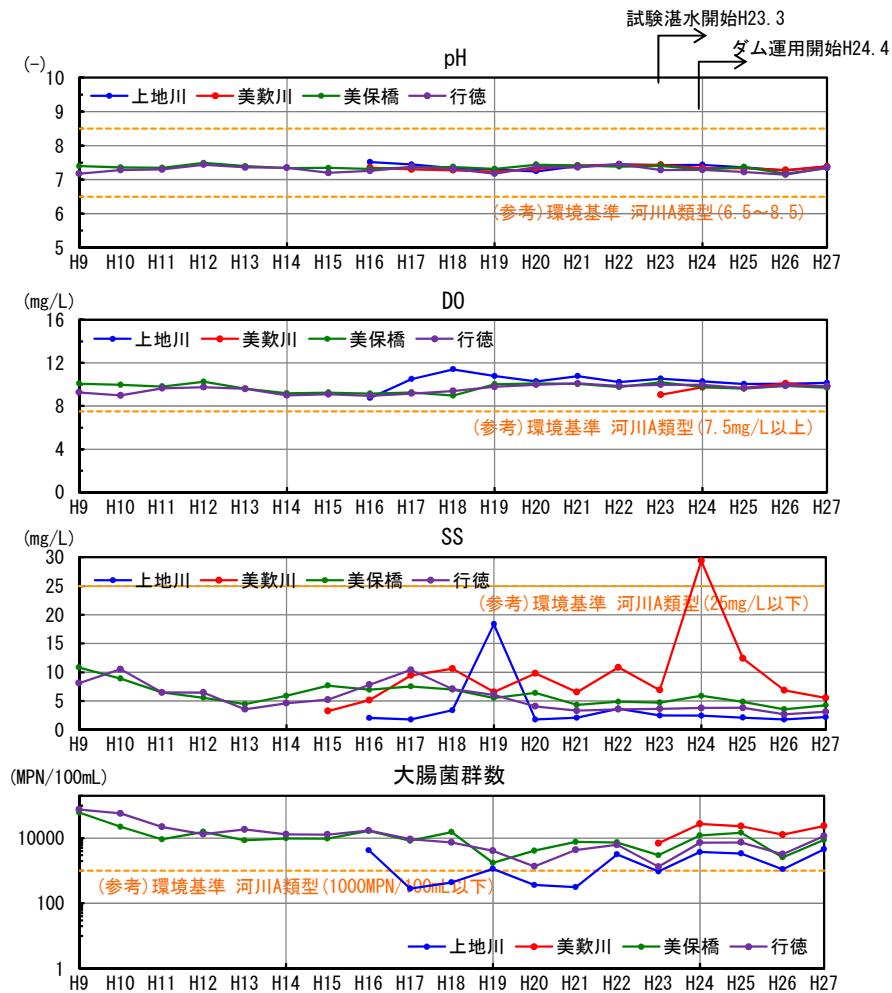 試験湛水開始H23.3
ダム運用開始H24.4
pH
(-)
10
9
8
7
6
5
上地川 美歎川 美保橋 行徳
(参考)環境基準 河川A類型(6.5～8.5)
H9 H10 H11 H12 H13 H14 H15 H16 H17 H18 H19 H20 H21 H22 H23 H24 H25 H26 H27
DO
(mg/L)
16
12
8
4
0
上地川 美歎川 美保橋 行徳
(参考)環境基準 河川A類型(7.5mg/L以上)
H9 H10 H11 H12 H13 H14 H15 H16 H17 H18 H19 H20 H21 H22 H23 H24 H25 H26 H27
SS
(mg/L)
30
25
20
15
10
5
0
上地川 美歎川 美保橋 行徳
(参考)環境基準 河川A類型(25mg/L以下)
H9 H10 H11 H12 H13 H14 H15 H16 H17 H18 H19 H20 H21 H22 H23 H24 H25 H26 H27
大腸菌群数
(MPN/100mL)
10000
100
1
(参考)環境基準 河川A類型(1000MPN/100mL以下)
上地川 美歎川 美保橋 行徳
H9 H10 H11 H12 H13 H14 H15 H16 H17 H18 H19 H20 H21 H22 H23 H24 H25 H26 H27